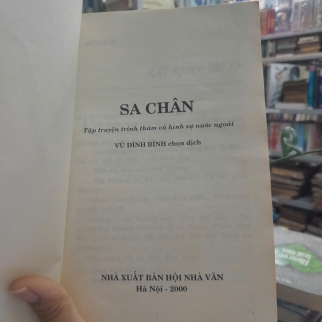 SA CHÂN
Tập truyện trinh thám và hình sự nước ngoài
VŨ ĐÌNH BÌNH chọn dịch
NHÀ XUẤT BẢN HỘI NHÀ VĂN
Hà Nội - 2000